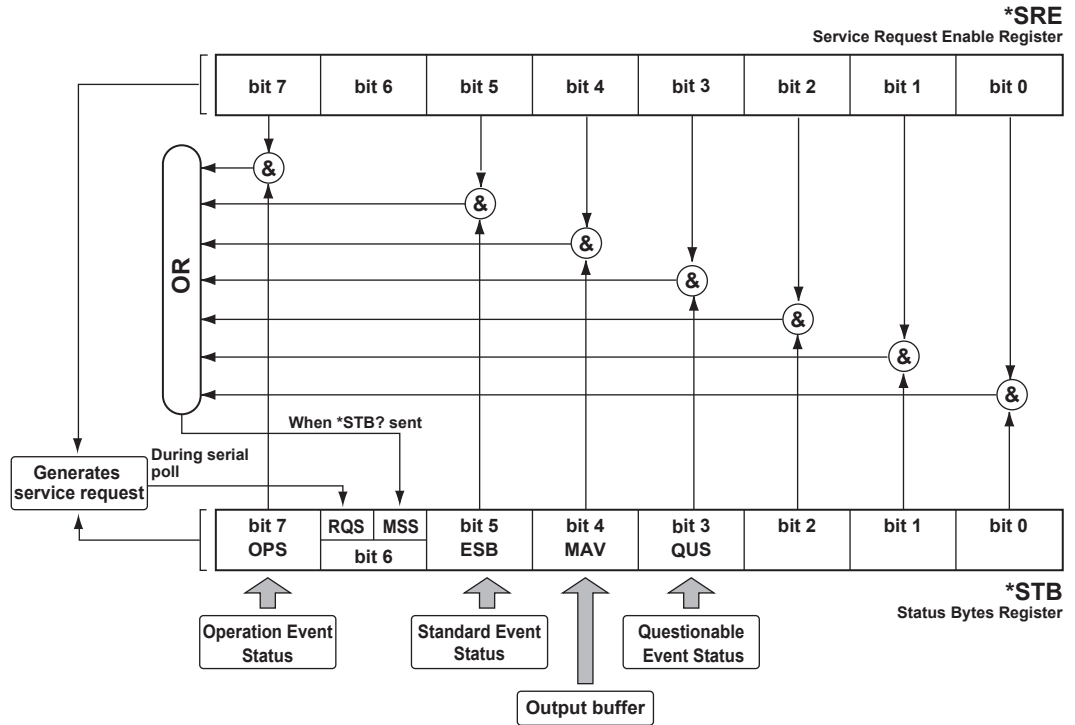 *SRE
Service Request Enable Register
bit 7 bit 6 bit 5 bit 4 bit 3 bit 2 bit 1 bit 0
&
&
&
&
&
&
&
OR
When *STB? sent
During serial
poll
Generates
service request
bit 7 RQS MSS bit 5 bit 4 bit 3 bit 2 bit 1 bit 0
OPS bit 6 ESB MAV QUS
*STB
Status Bytes Register
Operation Event
Status
Standard Event
Status
Questionable
Event Status
Output buffer